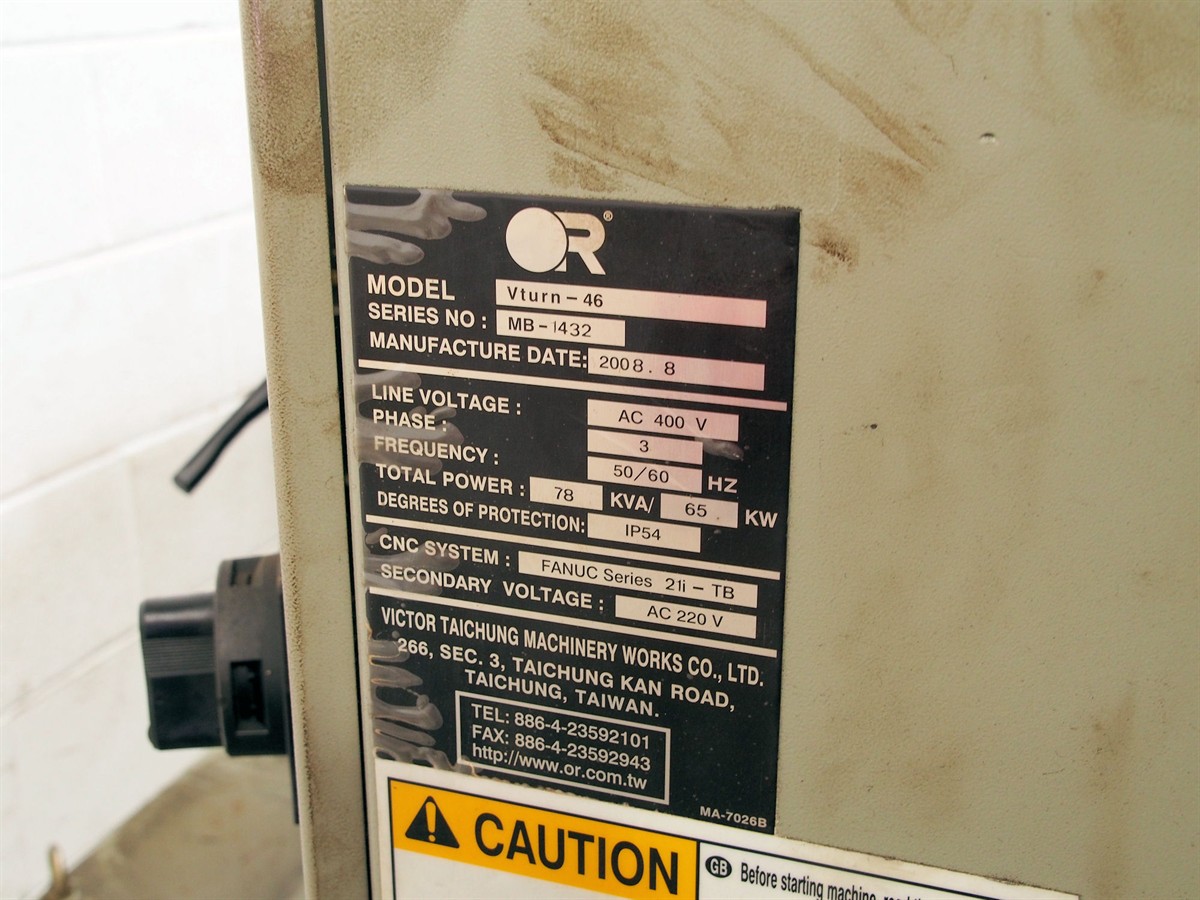 OR®
MODEL Vturn-46
SERIES NO : MB-1432
MANUFACTURE DATE: 2008.8
LINE VOLTAGE : AC 400 V
PHASE : 3
FREQUENCY : 50/60 HZ
TOTAL POWER : 78 KVA/ 65 KW
DEGREES OF PROTECTION: IP54
CNC SYSTEM : FANUC Series 21i-TB
SECONDARY VOLTAGE : AC 220 V
VICTOR TAICHUNG MACHINERY WORKS CO., LTD.
266, SEC. 3, TAICHUNG KAN ROAD,
TAICHUNG, TAIWAN.
TEL: 886-4-23592101
FAX: 886-4-23592943
http://www.or.com.tw
MA-7026B
CAUTION
GB Before starting machine, read